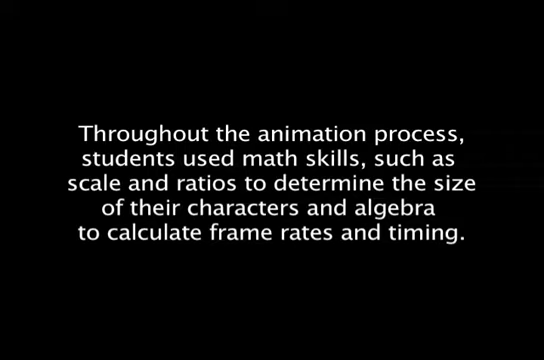 Throughout the animation process,
students used math skills, such as
scale and ratios to determine the size
of their characters and algebra
to calculate frame rates and timing.